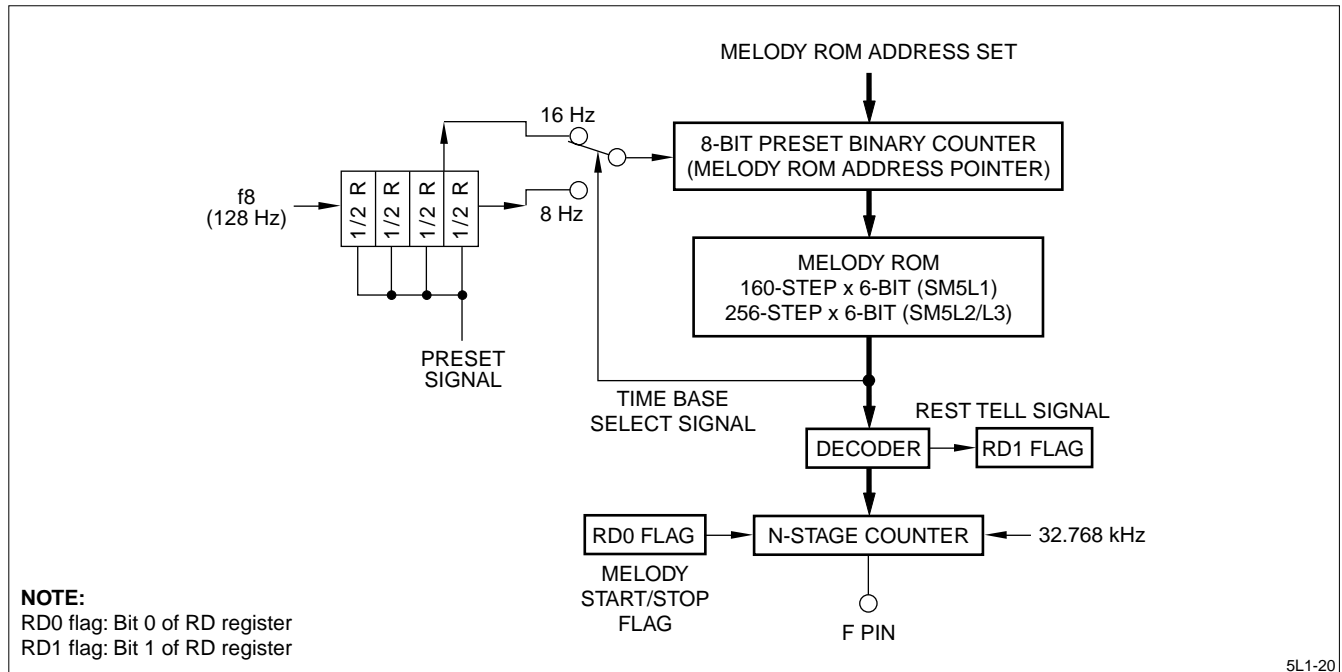 MELODY ROM ADDRESS SET
16 Hz
8-BIT PRESET BINARY COUNTER
(MELODY ROM ADDRESS POINTER)
f8
(128 Hz)
1/2 R
1/2 R
1/2 R
1/2 R
8 Hz
MELODY ROM
160-STEP x 6-BIT (SM5L1)
256-STEP x 6-BIT (SM5L2/L3)
PRESET
SIGNAL
TIME BASE
SELECT SIGNAL
REST TELL SIGNAL
DECODER
RD1 FLAG
RD0 FLAG
N-STAGE COUNTER
32.768 kHz
MELODY
START/STOP
FLAG
F PIN
NOTE:
RD0 flag: Bit 0 of RD register
RD1 flag: Bit 1 of RD register
5L1-20